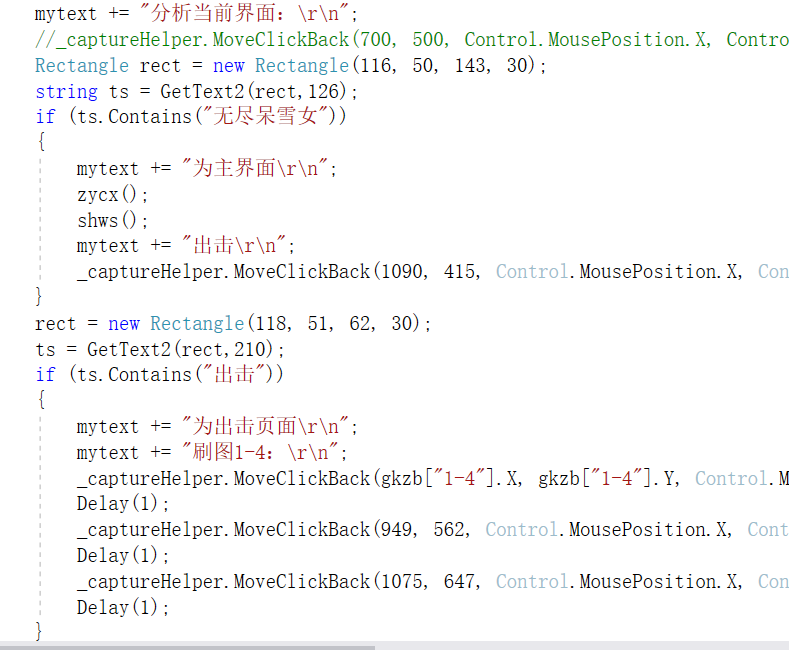 mytext += "分析当前界面：\r\n";
//_captureHelper.MoveClickBack(700, 500, Control.MousePosition.X, Contro
Rectangle rect = new Rectangle(116, 50, 143, 30);
string ts = GetText2(rect,126);
if (ts.Contains("无尽呆雪女"))
{
mytext += "为主界面\r\n";
zycx();
shws();
mytext += "出击\r\n";
_captureHelper.MoveClickBack(1090, 415, Control.MousePosition.X, Con
}
rect = new Rectangle(118, 51, 62, 30);
ts = GetText2(rect,210);
if (ts.Contains("出击"))
{
mytext += "为出击页面\r\n";
mytext += "刷图1-4：\r\n";
_captureHelper.MoveClickBack(gkzb["1-4"].X, gkzb["1-4"].Y, Control.M
Delay(1);
_captureHelper.MoveClickBack(949, 562, Control.MousePosition.X, Cont
Delay(1);
_captureHelper.MoveClickBack(1075, 647, Control.MousePosition.X, Con
Delay(1);
}